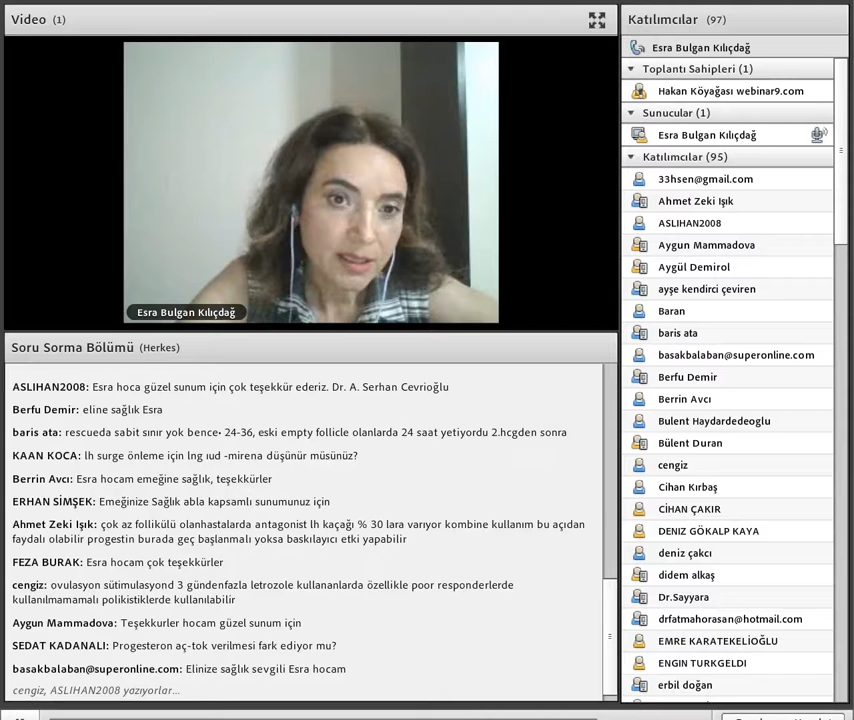 Video (1)
Esra Bulgan Kılıçdağ
Soru Sorma Bölümü (Herkes)
ASLIHAN2008: Esra hoca güzel sunum için çok teşekkür ederiz. Dr. A. Serhan Cevrioğlu
Berfu Demir: eline sağlık Esra
baris ata: rescueda sabit sınır yok bence• 24-36, eski empty follicle olanlarda 24 saat yetiyordu 2.hcgden sonra
KAAN KOCA: lh surge önleme için lng ıud -mirena düşünür müsünüz?
Berrin Avcı: Esra hocam emeğine sağlık, teşekkürler
ERHAN SİMŞEK: Emeğinize Sağlık abla kapsamlı sunumunuz için
Ahmet Zeki Işık: çok az follikülü olanhastalarda antagonist lh kaçağı % 30 lara varıyor kombine kullanım bu açıdan
faydalı olabilir progestin burada geç başlanmalı yoksa baskılayıcı etki yapabilir
FEZA BURAK: Esra hocam çok teşekkürler
cengiz: ovulasyon sütimulasyond 3 gündenfazla letrozole kullananlarda özellikle poor responderlerde
kullanılmamamalı polikistiklerde kullanılabilir
Aygun Mammadova: Teşekkurler hocam güzel sunum için
SEDAT KADANALI: Progesteron aç-tok verilmesi fark ediyor mu?
basakbalaban@superonline.com: Elinize sağlık sevgili Esra hocam
cengiz, ASLIHAN2008 yazıyorlar...
Katılımcılar (97)
Esra Bulgan Kılıçdağ
Toplantı Sahipleri (1)
Hakan Köyağası webinar9.com
Sunucular (1)
Esra Bulgan Kılıçdağ
Katılımcılar (95)
33hsen@gmail.com
Ahmet Zeki Işık
ASLIHAN2008
Aygun Mammadova
Aygül Demirol
ayşe kendirci çeviren
Baran
baris ata
basakbalaban@superonline.com
Berfu Demir
Berrin Avcı
Bulent Haydardedeoglu
Bülent Duran
cengiz
Cihan Kırbaş
CİHAN ÇAKIR
DENIZ GÖKALP KAYA
deniz çakcı
didem alkaş
Dr.Sayyara
drfatmahorasan@hotmail.com
EMRE KARATEKELİOĞLU
ENGIN TURKGELDI
erbil doğan